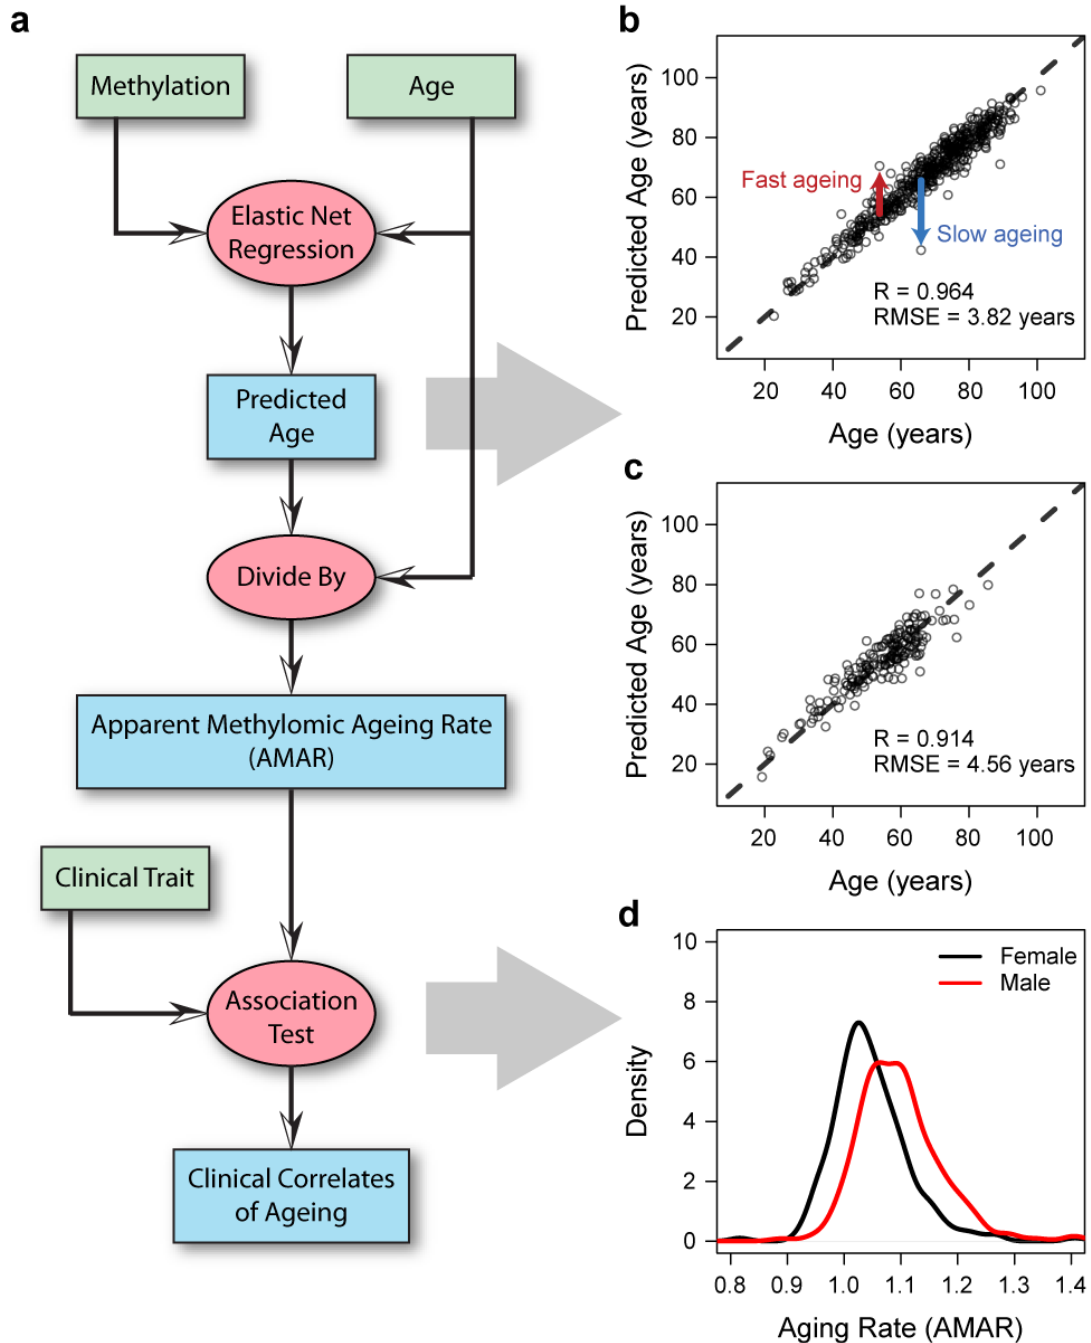 a
Methylation
Age
Elastic Net
Regression
Predicted
Age
Divide By
Apparent Methylomic Ageing Rate
(AMAR)
Clinical Trait
Association
Test
Clinical Correlates
of Ageing
b
Predicted Age (years)
100
80
60
40
20
Fast ageing
Slow ageing
R = 0.964
RMSE = 3.82 years
20 40 60 80 100
Age (years)
c
Predicted Age (years)
100
80
60
40
20
R = 0.914
RMSE = 4.56 years
20 40 60 80 100
Age (years)
d
Density
10
8
6
4
2
0
Female
Male
0.8 0.9 1.0 1.1 1.2 1.3 1.4
Aging Rate (AMAR)